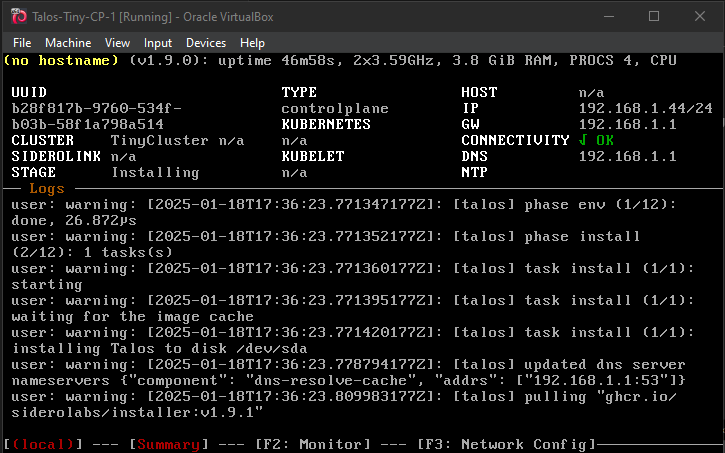 Talos-Tiny-CP-1 [Running] - Oracle VirtualBox
File Machine View Input Devices Help
(no hostname) (v1.9.0): uptime 46m58s, 2x3.59GHz, 3.8 GiB RAM, PROCS 4, CPU
UUID TYPE HOST n/a
b28f817b-9760-534f- controlplane IP 192.168.1.44/24
b03b-58f1a798a514 KUBERNETES GW 192.168.1.1
CLUSTER TinyCluster n/a n/a CONNECTIVITY √ OK
SIDEROLINK n/a KUBELET DNS 192.168.1.1
STAGE Installing n/a NTP
Logs
user: warning: [2025-01-18T17:36:23.771347177Z]: [talos] phase env (1/12):
done, 26.872µs
user: warning: [2025-01-18T17:36:23.771352177Z]: [talos] phase install
(2/12): 1 tasks(s)
user: warning: [2025-01-18T17:36:23.771360177Z]: [talos] task install (1/1):
starting
user: warning: [2025-01-18T17:36:23.771395177Z]: [talos] task install (1/1):
waiting for the image cache
user: warning: [2025-01-18T17:36:23.771420177Z]: [talos] task install (1/1):
installing Talos to disk /dev/sda
user: warning: [2025-01-18T17:36:23.778794177Z]: [talos] updated dns server
nameservers {"component": "dns-resolve-cache", "addrs": ["192.168.1.1:53"]}
user: warning: [2025-01-18T17:36:23.809983177Z]: [talos] pulling "ghcr.io/
siderolabs/installer:v1.9.1"
[(local)] --- [Summary] --- [F2: Monitor] --- [F3: Network Config]